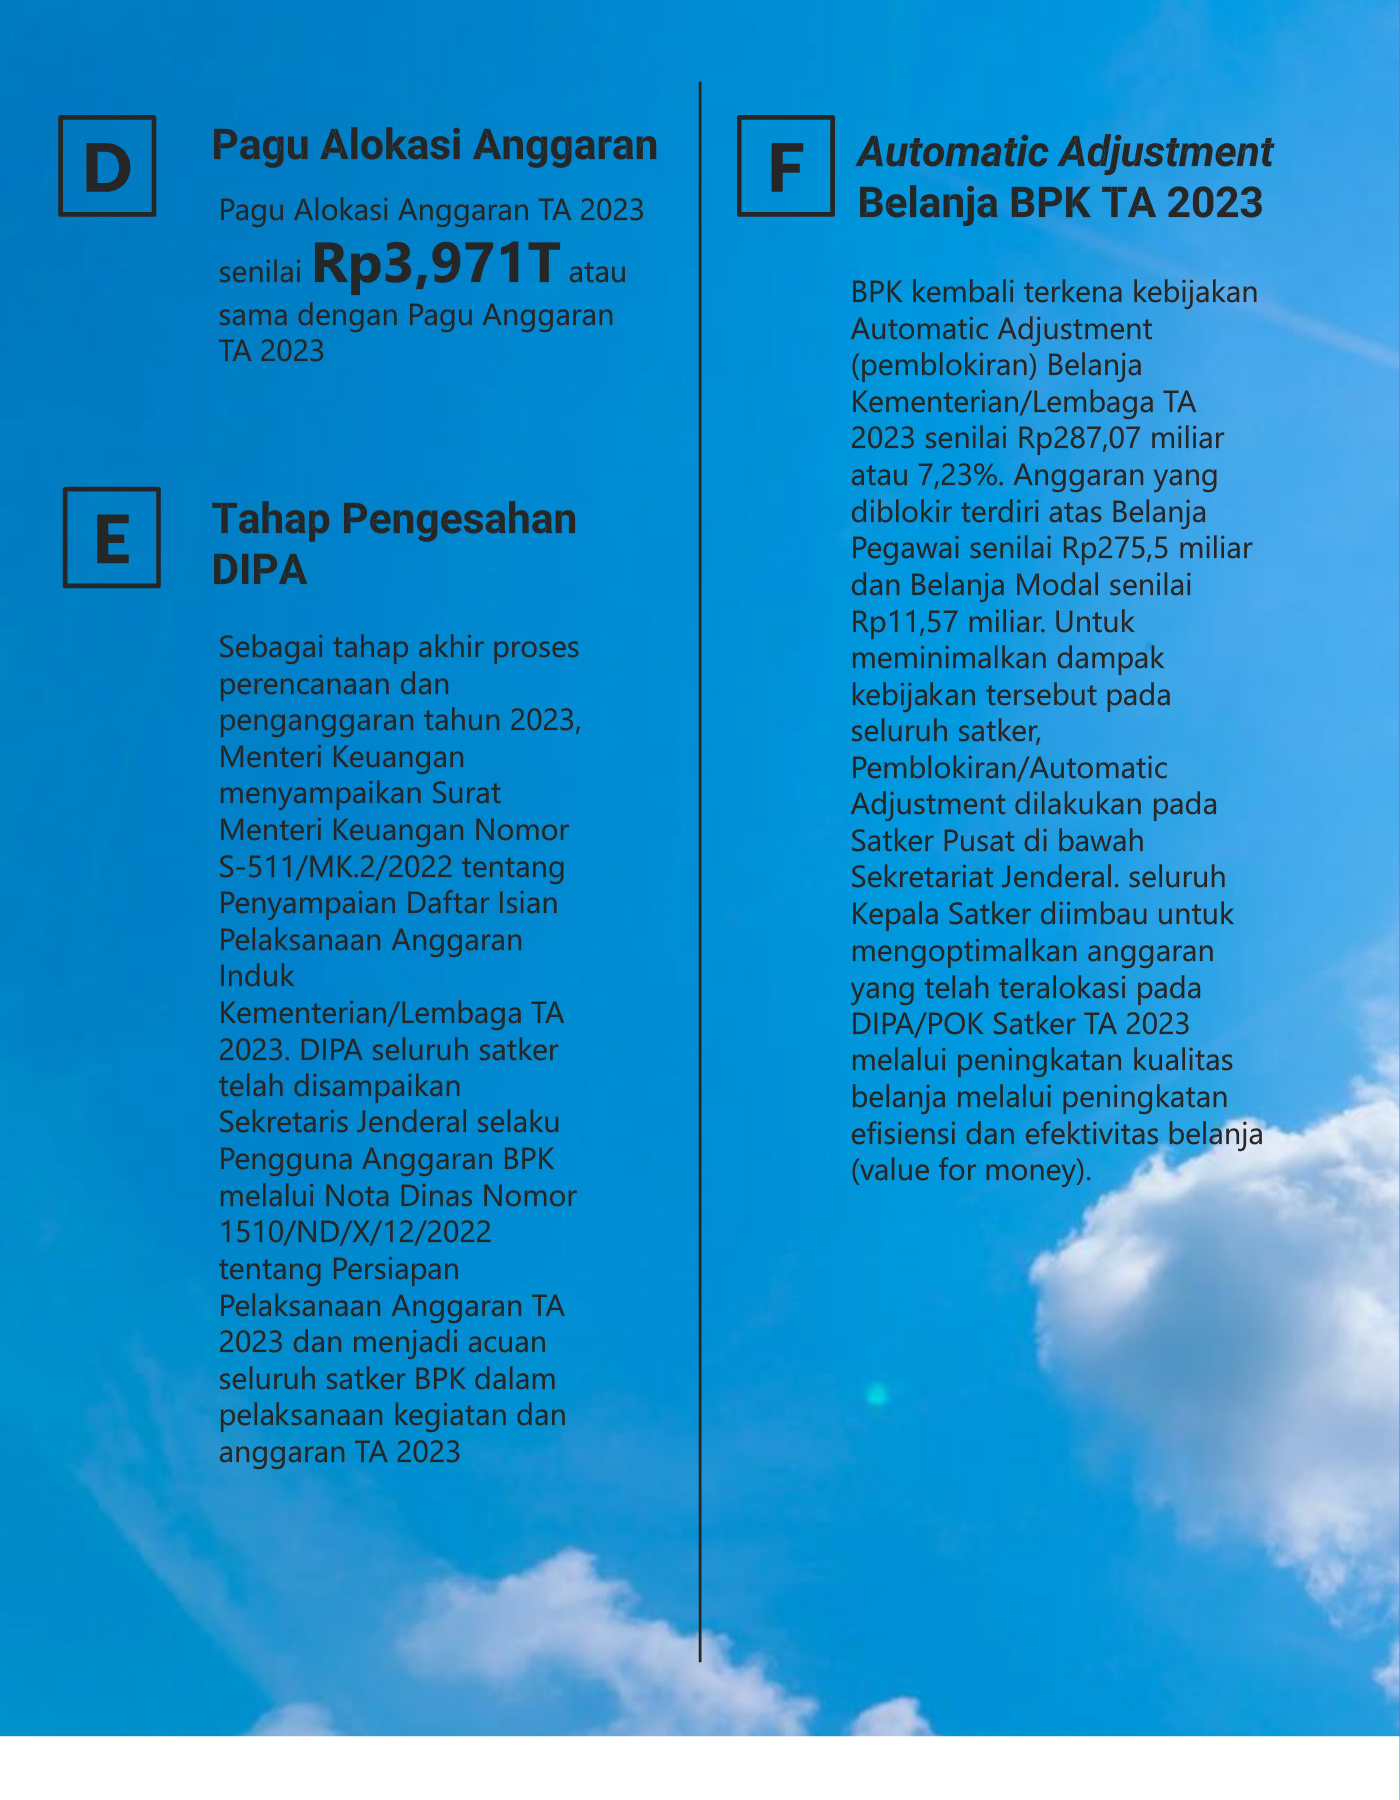 D
Pagu Alokasi Anggaran
Pagu Alokasi Anggaran TA 2023
senilai Rp3,971T atau
sama dengan Pagu Anggaran
TA 2023
E
Tahap Pengesahan
DIPA
Sebagai tahap akhir proses
perencanaan dan
penganggaran tahun 2023,
Menteri Keuangan
menyampaikan Surat
Menteri Keuangan Nomor
S-511/MK.2/2022 tentang
Penyampaian Daftar Isian
Pelaksanaan Anggaran
Induk
Kementerian/Lembaga TA
2023. DIPA seluruh satker
telah disampaikan
Sekretaris Jenderal selaku
Pengguna Anggaran BPK
melalui Nota Dinas Nomor
1510/ND/X/12/2022
tentang Persiapan
Pelaksanaan Anggaran TA
2023 dan menjadi acuan
seluruh satker BPK dalam
pelaksanaan kegiatan dan
anggaran TA 2023
F
Automatic Adjustment
Belanja BPK TA 2023
BPK kembali terkena kebijakan
Automatic Adjustment
(pemblokiran) Belanja
Kementerian/Lembaga TA
2023 senilai Rp287,07 miliar
atau 7,23%. Anggaran yang
diblokir terdiri atas Belanja
Pegawai senilai Rp275,5 miliar
dan Belanja Modal senilai
Rp11,57 miliar. Untuk
meminimalkan dampak
kebijakan tersebut pada
seluruh satker,
Pemblokiran/Automatic
Adjustment dilakukan pada
Satker Pusat di bawah
Sekretariat Jenderal. seluruh
Kepala Satker diimbau untuk
mengoptimalkan anggaran
yang telah teralokasi pada
DIPA/POK Satker TA 2023
melalui peningkatan kualitas
belanja melalui peningkatan
efisiensi dan efektivitas belanja
(value for money).